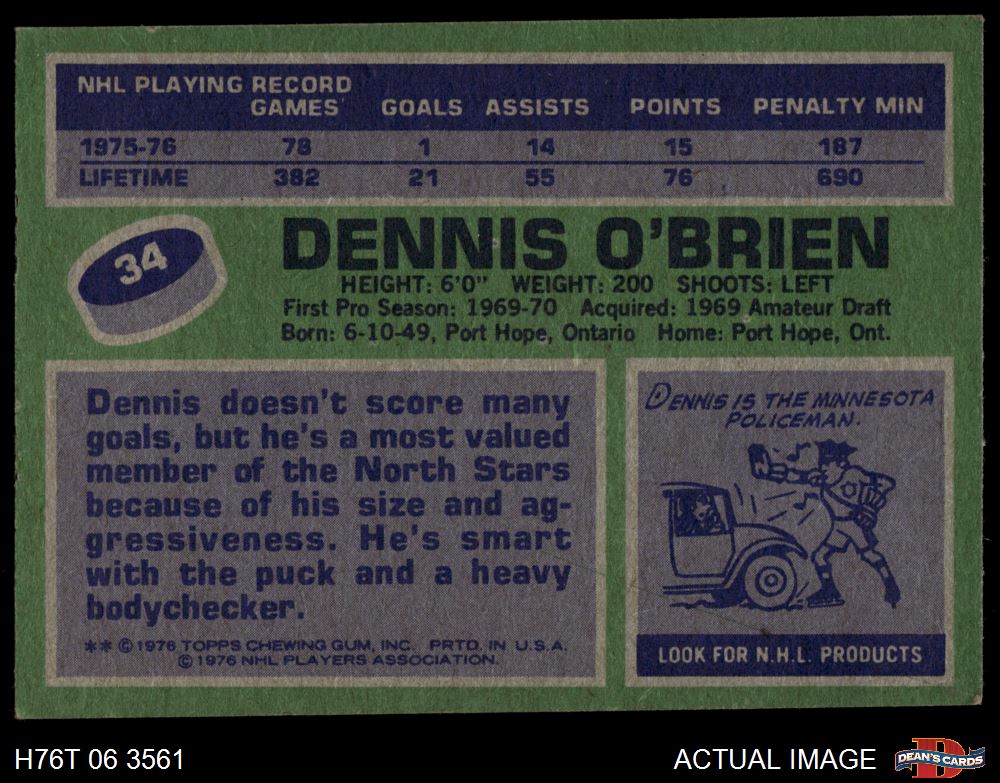 NHL PLAYING RECORD
GAMES GOALS ASSISTS POINTS PENALTY MIN
1975-76 78 1 14 15 187
LIFETIME 382 21 55 76 690
34
DENNIS O'BRIEN
HEIGHT: 6'0" WEIGHT: 200 SHOOTS: LEFT
First Pro Season: 1969-70 Acquired: 1969 Amateur Draft
Born: 6-10-49, Port Hope, Ontario Home: Port Hope, Ont.
Dennis doesn't score many
goals, but he's a most valued
member of the North Stars
because of his size and ag-
gressiveness. He's smart
with the puck and a heavy
bodychecker.
** © 1976 TOPPS CHEWING GUM, INC. PRTD. IN U.S.A.
© 1976 NHL PLAYERS ASSOCIATION.
DENNIS IS THE MINNESOTA
POLICEMAN.
LOOK FOR N.H.L. PRODUCTS
H76T 06 3561
ACTUAL IMAGE
D
DEAN'S CARDS